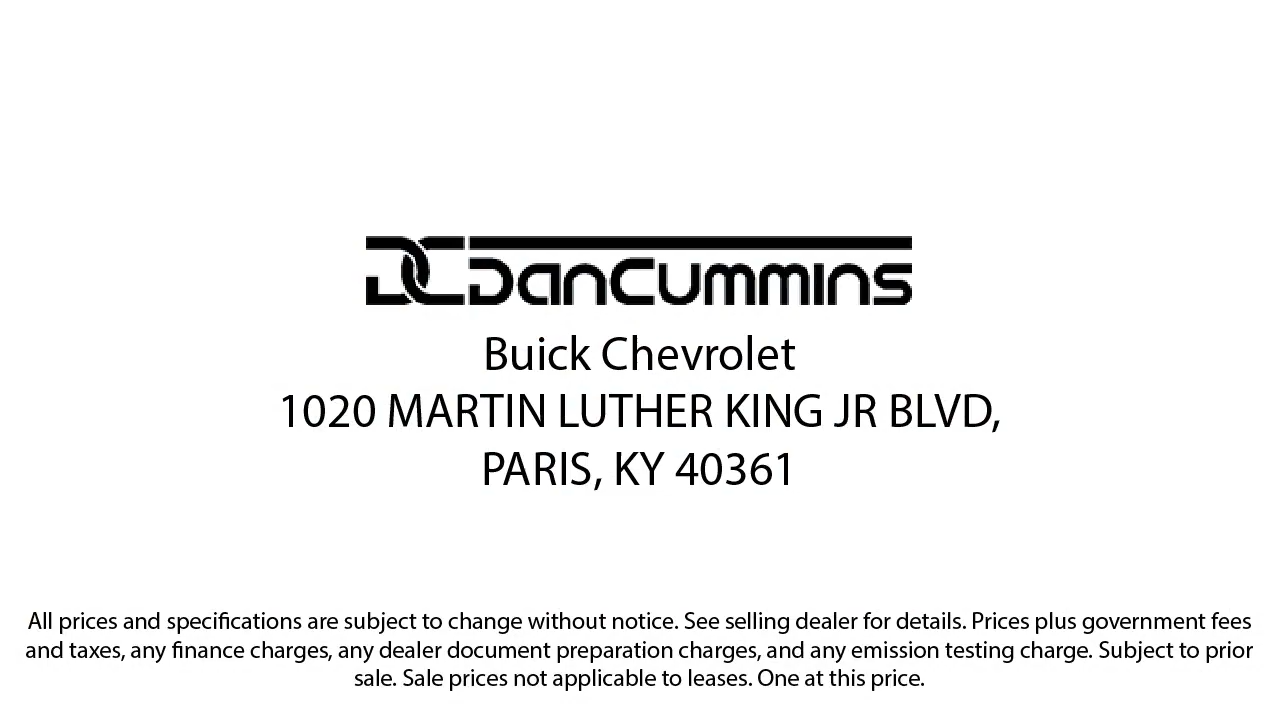 DC DanCummins
Buick Chevrolet
1020 MARTIN LUTHER KING JR BLVD,
PARIS, KY 40361
All prices and specifications are subject to change without notice. See selling dealer for details. Prices plus government fees
and taxes, any finance charges, any dealer document preparation charges, and any emission testing charge. Subject to prior
sale. Sale prices not applicable to leases. One at this price.